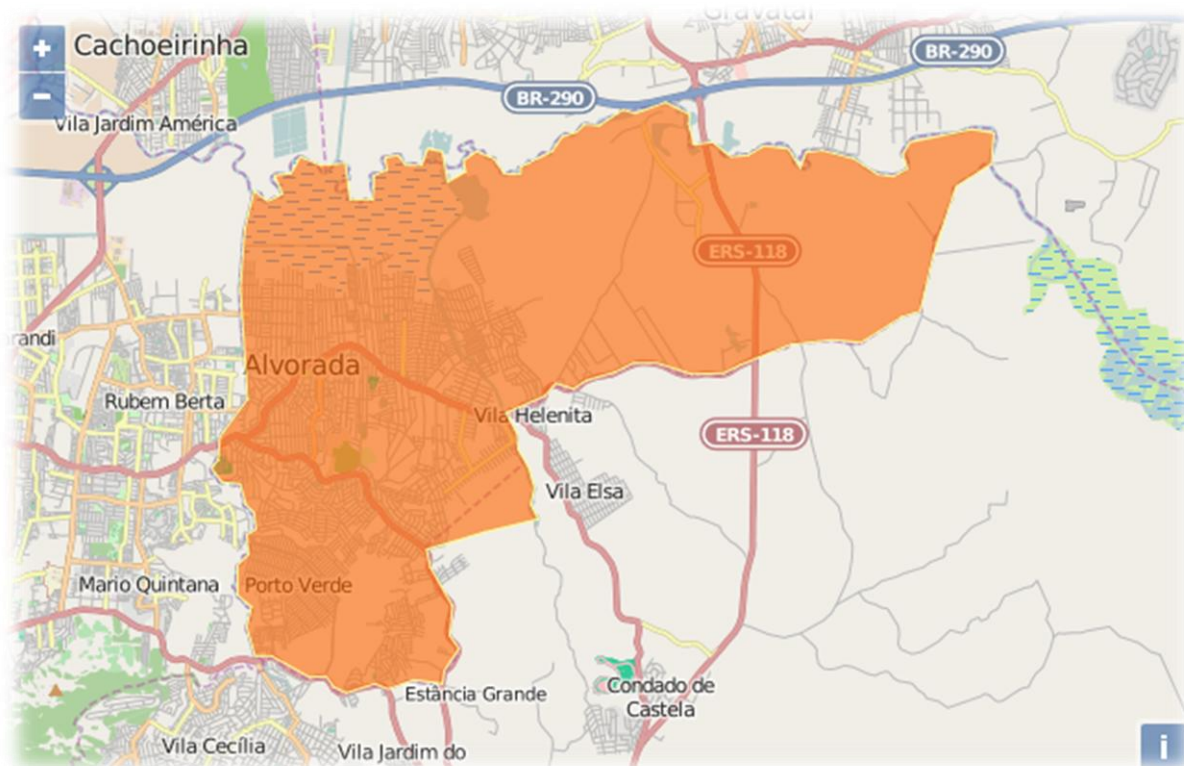 Gravataí
+
Cachoeirinha
BR-290
-
BR-290
Vila Jardim América
ERS-118
arandi
Alvorada
Rubem Berta
Vila Helenita
ERS-118
Vila Elsa
Mario Quintana
Porto Verde
Estância Grande
Condado de
Castela
Vila Cecília
Vila Jardim do
i